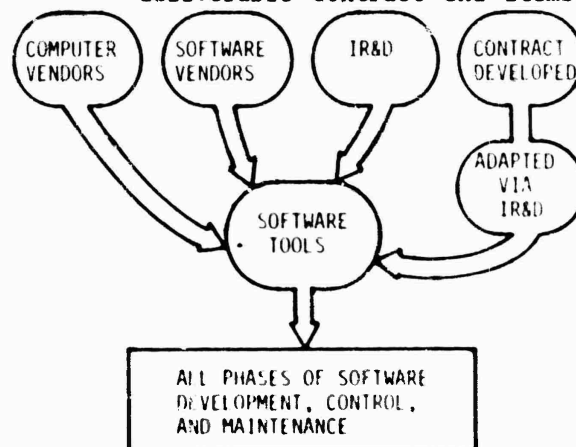 COMPUTER
VENDORS
SOFTWARE
VENDORS
IR&D
CONTRACT
DEVELOPED
ADAPTED
VIA
IR&D
SOFTWARE
TOOLS
ALL PHASES OF SOFTWARE
DEVELOPMENT, CONTROL,
AND MAINTENANCE